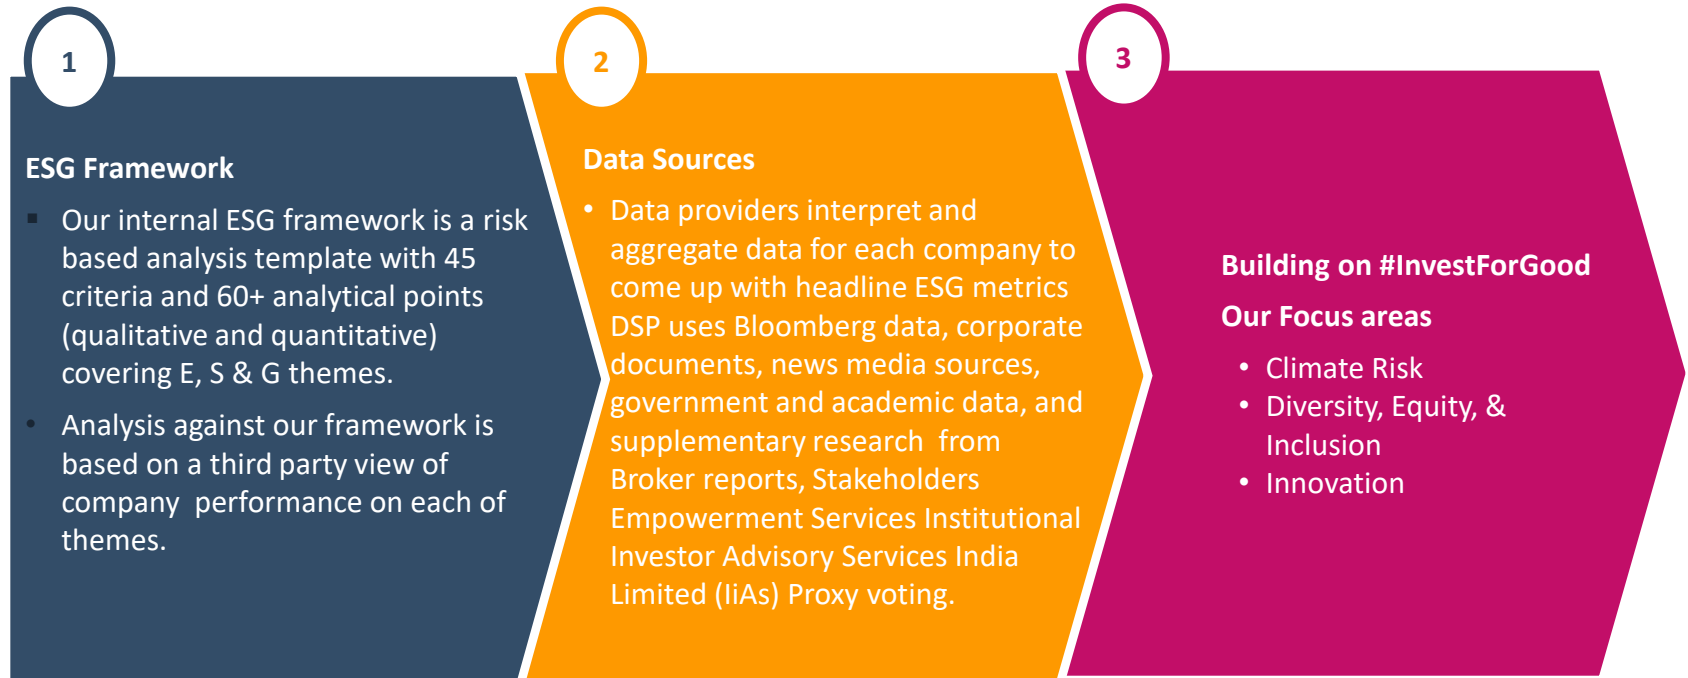 1
ESG Framework
▪ Our internal ESG framework is a risk
based analysis template with 45
criteria and 60+ analytical points
(qualitative and quantitative)
covering E, S & G themes.
• Analysis against our framework is
based on a third party view of
company performance on each of
themes.
2
Data Sources
• Data providers interpret and
aggregate data for each company to
come up with headline ESG metrics
DSP uses Bloomberg data, corporate
documents, news media sources,
government and academic data, and
supplementary research from
Broker reports, Stakeholders
Empowerment Services Institutional
Investor Advisory Services India
Limited (IiAs) Proxy voting.
3
Building on #InvestForGood
Our Focus areas
• Climate Risk
• Diversity, Equity, &
Inclusion
• Innovation